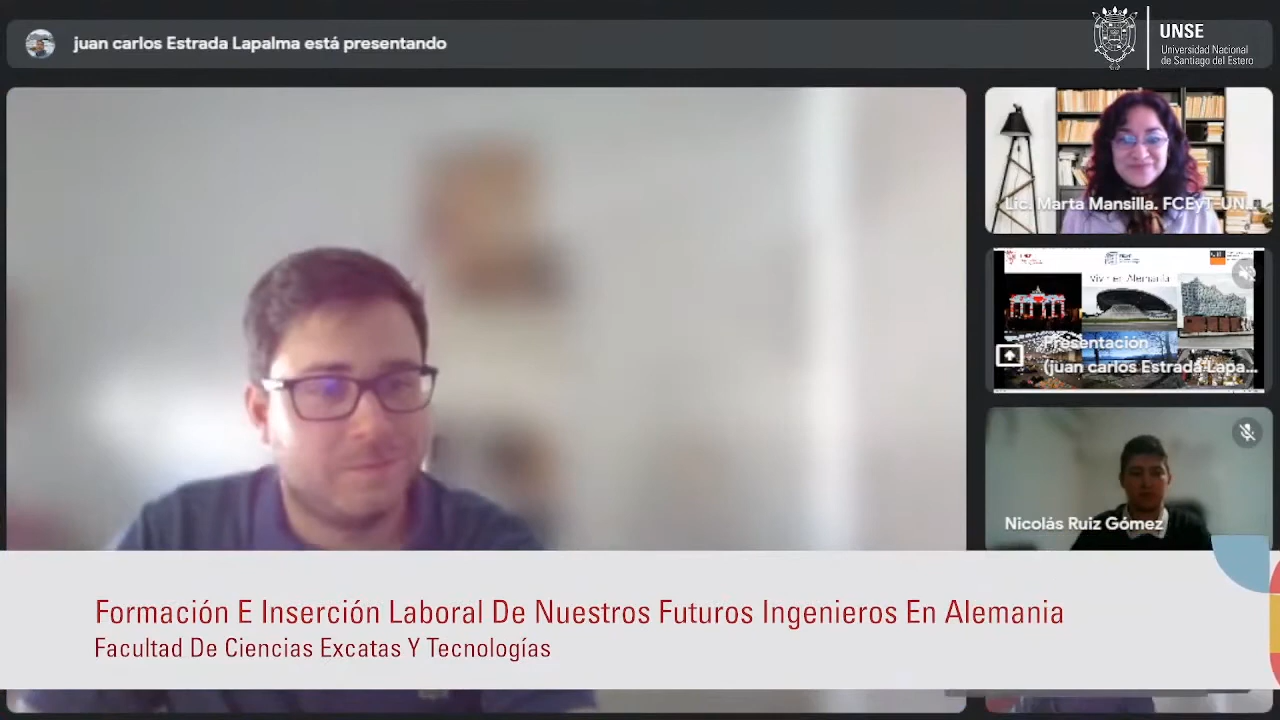 juan carlos Estrada Lapalma está presentando
UNSE
Universidad Nacional
de Santiago del Estero
Lic. Marta Mansilla. FCEyT-UN...
Vivir en Alemania
Presentación
(juan carlos Estrada Lapa...
Nicolás Ruiz Gómez
Formación E Inserción Laboral De Nuestros Futuros Ingenieros En Alemania
Facultad De Ciencias Excatas Y Tecnologías